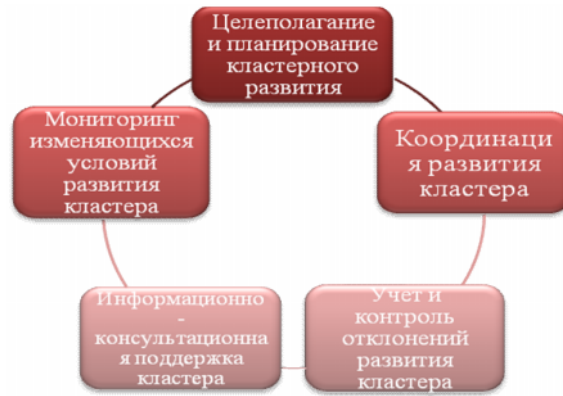 Целеполагание
и планирование
кластерного
развития
Мониторинг
изменяющихся
условий
развития
кластера
Координаци
я развития
кластера
Информационно
-
консультационна
я поддержка
кластера
Учет и
контроль
отклонений
развития
кластера